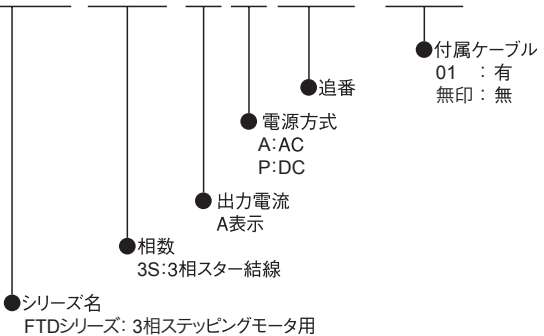 付属ケーブル
01 : 有
無印 : 無
追番
電源方式
A:AC
P:DC
出力電流
A表示
相数
3S:3相スター結線
シリーズ名
FTDシリーズ: 3相ステッピングモータ用